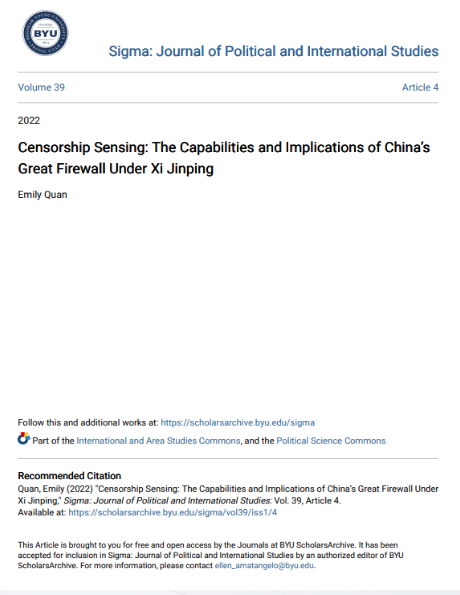 BYU
Sigma: Journal of Political and International Studies
Volume 39 Article 4
2022
Censorship Sensing: The Capabilities and Implications of China's
Great Firewall Under Xi Jinping
Emily Quan
Follow this and additional works at: https://scholarsarchive.byu.edu/sigma
Part of the International and Area Studies Commons, and the Political Science Commons
Recommended Citation
Quan, Emily (2022) "Censorship Sensing: The Capabilities and Implications of China's Great Firewall Under
Xi Jinping," Sigma: Journal of Political and International Studies: Vol. 39, Article 4.
Available at: https://scholarsarchive.byu.edu/sigma/vol39/iss1/4
This Article is brought to you for free and open access by the Journals at BYU ScholarsArchive. It has been
accepted for inclusion in Sigma: Journal of Political and International Studies by an authorized editor of BYU
ScholarsArchive. For more information, please contact ellen_amatangelo@byu.edu.